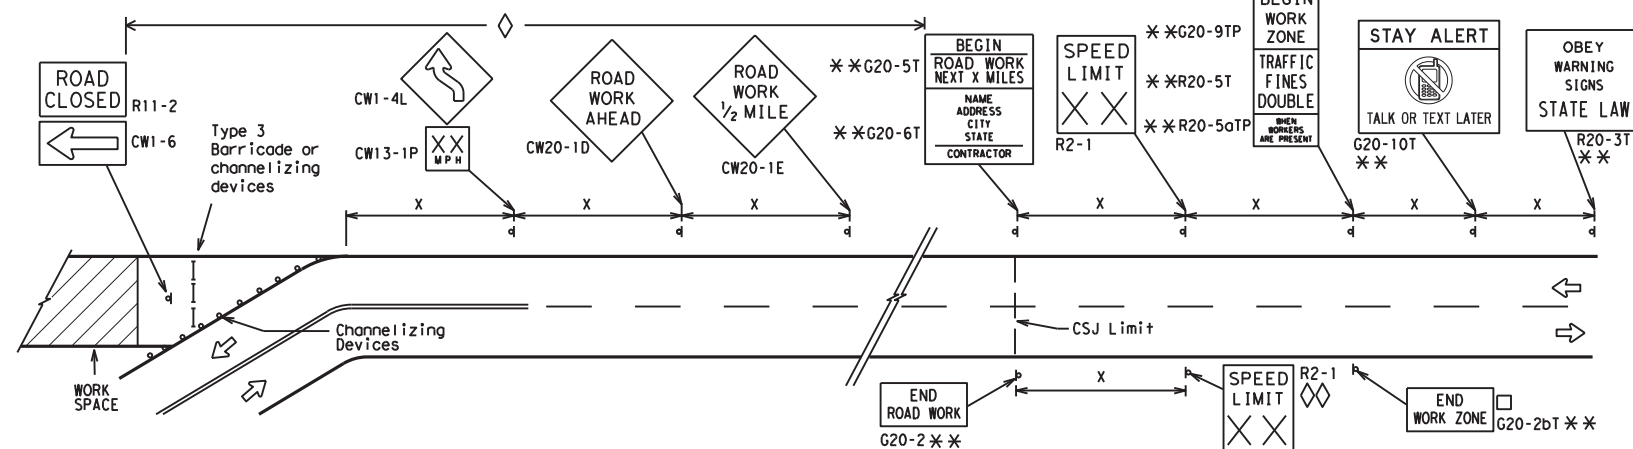 ROAD
CLOSED
R11-2
CW1-6
Type 3
Barricade or
channelizing
devices
CW1-4L
XX
MPH
CW13-1P
ROAD
WORK
AHEAD
CW20-1D
ROAD
WORK
1/2 MILE
CW20-1E
**G20-5T
BEGIN
ROAD WORK
NEXT X MILES
**G20-6T
NAME
ADDRESS
CITY
STATE
CONTRACTOR
SPEED
LIMIT
XX
R2-1
**G20-9TP
BEGIN
WORK
ZONE
**R20-5T
TRAFFIC
FINES
DOUBLE
**R20-5aTP
WHEN
WORKERS
ARE PRESENT
STAY ALERT
TALK OR TEXT LATER
G20-10T
**
OBEY
WARNING
SIGNS
STATE LAW
R20-3T
**
X
X
X
X
X
X
X
Channelizing
Devices
WORK
SPACE
CSJ Limit
END
ROAD WORK
G20-2 **
X
SPEED
LIMIT
XX
R2-1
END
WORK ZONE
G20-2bT **